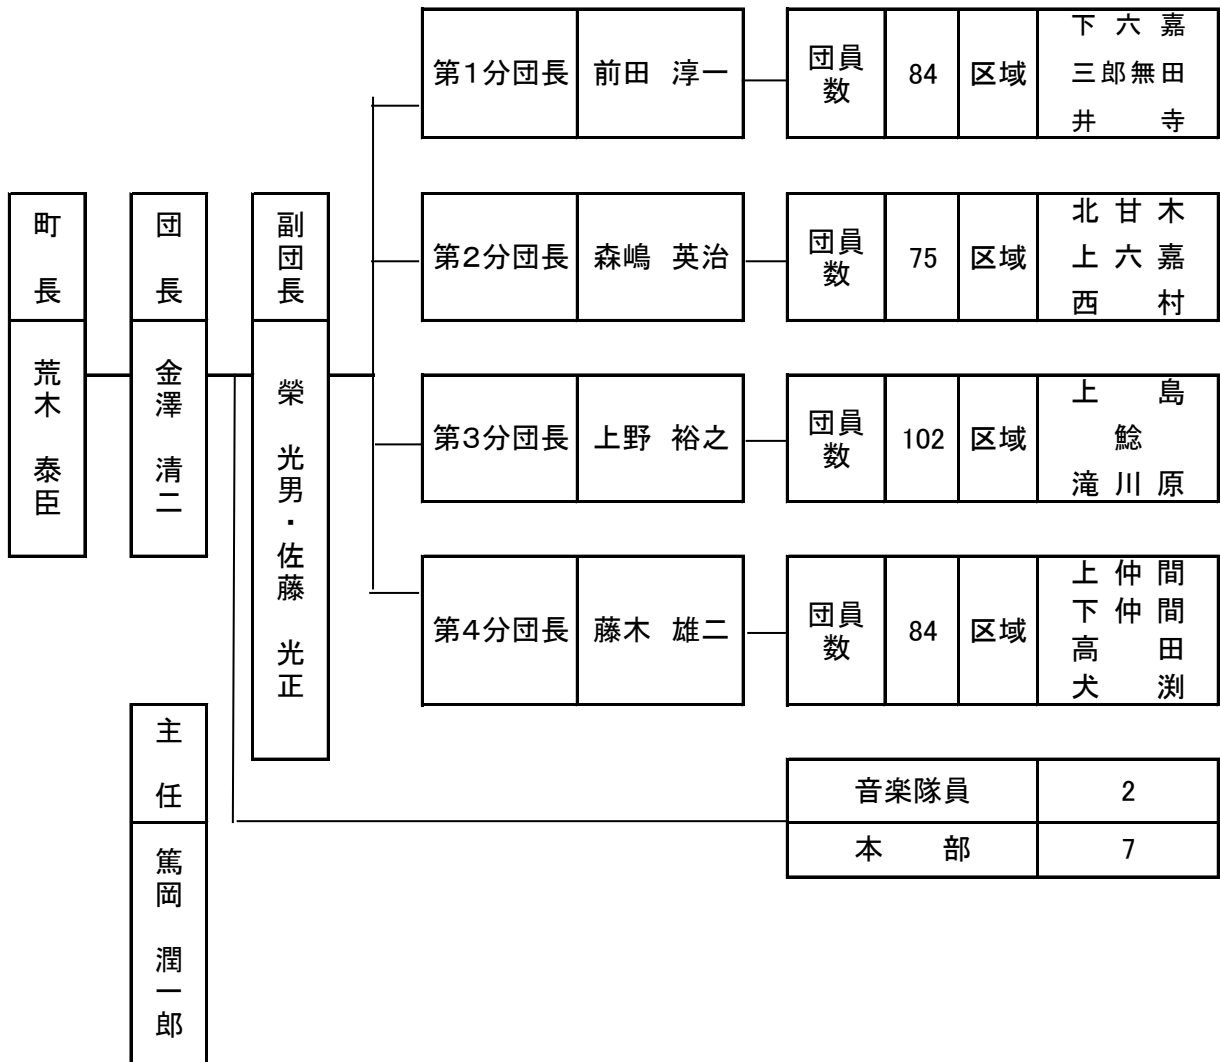 町長
荒木 泰臣
団長
金澤 清二
副団長
榮 光男・佐藤 光正
第1分団長 前田 淳一 団員数 84 区域 下六嘉
三郎無田
井寺
第2分団長 森嶋 英治 団員数 75 区域 北甘木
上六嘉
西村
第3分団長 上野 裕之 団員数 102 区域 上島
鯰
滝川原
第4分団長 藤木 雄二 団員数 84 区域 上仲間
下仲間
高田
犬渕
主任
篤岡 潤一郎
音楽隊員 2
本部 7